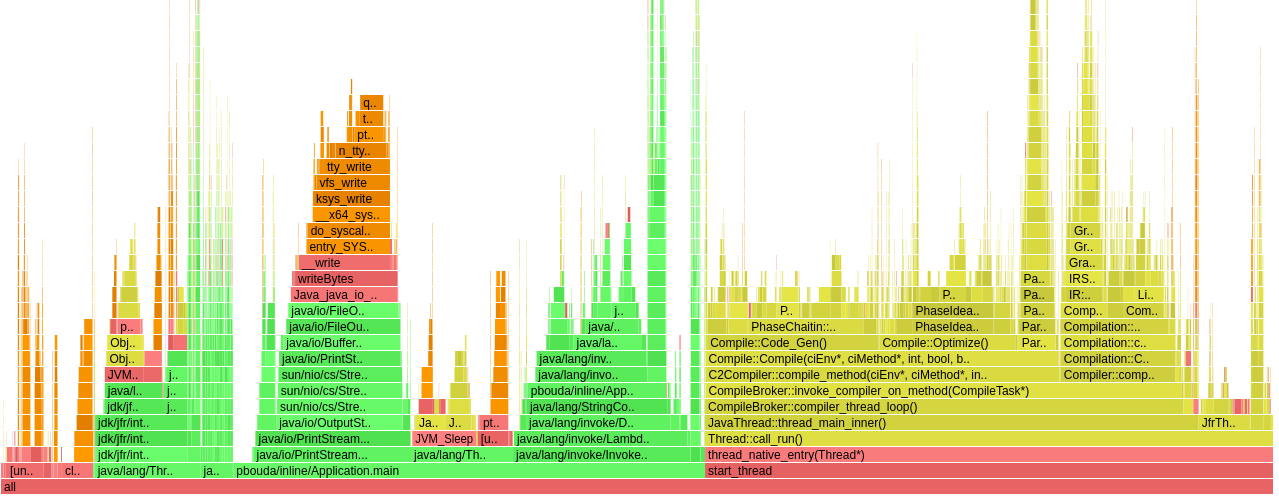 q..
t..
pt..
n_tty..
tty_write
vfs_write
ksys_write
__x64_sys..
do_syscal.. Gr..
entry_SYS.. Gr..
__write Gra..
writeBytes Pa.. IRS..
Java_java_io_.. P.. Pa.. IR:.. Li..
java/io/FileO.. j.. P.. PhaseIdea.. Pa.. Comp.. Com..
p.. java/io/FileOu.. java/.. PhaseChaitin::.. PhaseIdea.. Par.. Compilation::..
Obj.. java/io/Buffer.. java/la.. Compile::Code_Gen() Compile::Optimize() Par.. Compilation::c..
Obj.. java/io/PrintSt.. java/lang/inv.. Compile::Compile(ciEnv*, ciMethod*, int, bool, b.. Compilation::C..
JVM.. j.. sun/nio/cs/Stre.. java/lang/invo.. C2Compiler::compile_method(ciEnv*, ciMethod*, in.. Compiler::comp..
java/l.. j.. sun/nio/cs/Stre.. pbouda/inline/App.. CompileBroker::invoke_compiler_on_method(CompileTask*)
jdk/jf.. j.. sun/nio/cs/Stre.. java/lang/StringCo.. CompileBroker::compiler_thread_loop()
jdk/jfr/int.. java/io/OutputSt.. Ja.. J.. pt.. java/lang/invoke/D.. JavaThread::thread_main_inner() JfrTh..
jdk/jfr/int.. java/io/PrintStream.. JVM_Sleep [u.. java/lang/invoke/Lambd.. Thread::call_run()
jdk/jfr/int.. java/io/PrintStream.. java/lang/Th.. java/lang/invoke/Invoke.. thread_native_entry(Thread*)
[un.. cl.. java/lang/Thr.. ja.. pbouda/inline/Application.main start_thread
all